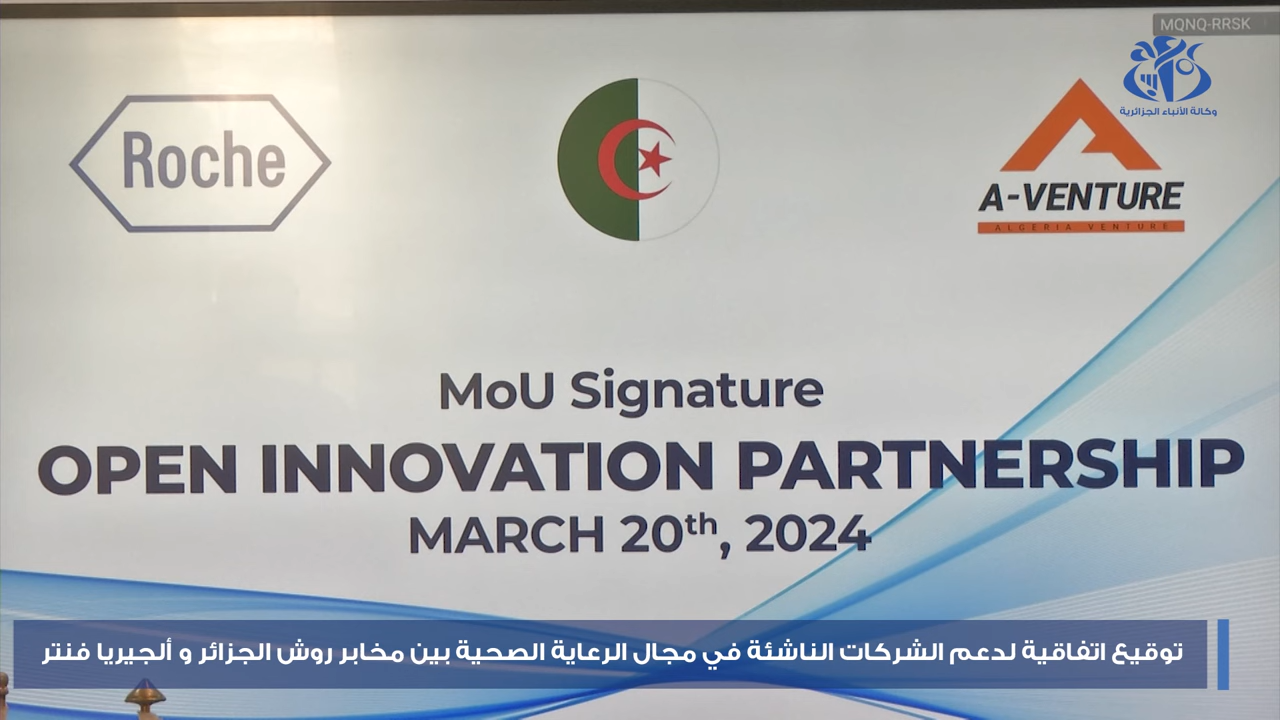 MQNQ-RRSK
وكالة الأنباء الجزائرية
Roche
A-VENTURE
ALGERIA VENTURE
MoU Signature
OPEN INNOVATION PARTNERSHIP
MARCH 20th, 2024
توقيع اتفاقية لدعم الشركات الناشئة في مجال الرعاية الصحية بين مخابر روش الجزائر و ألجيريا فنتر